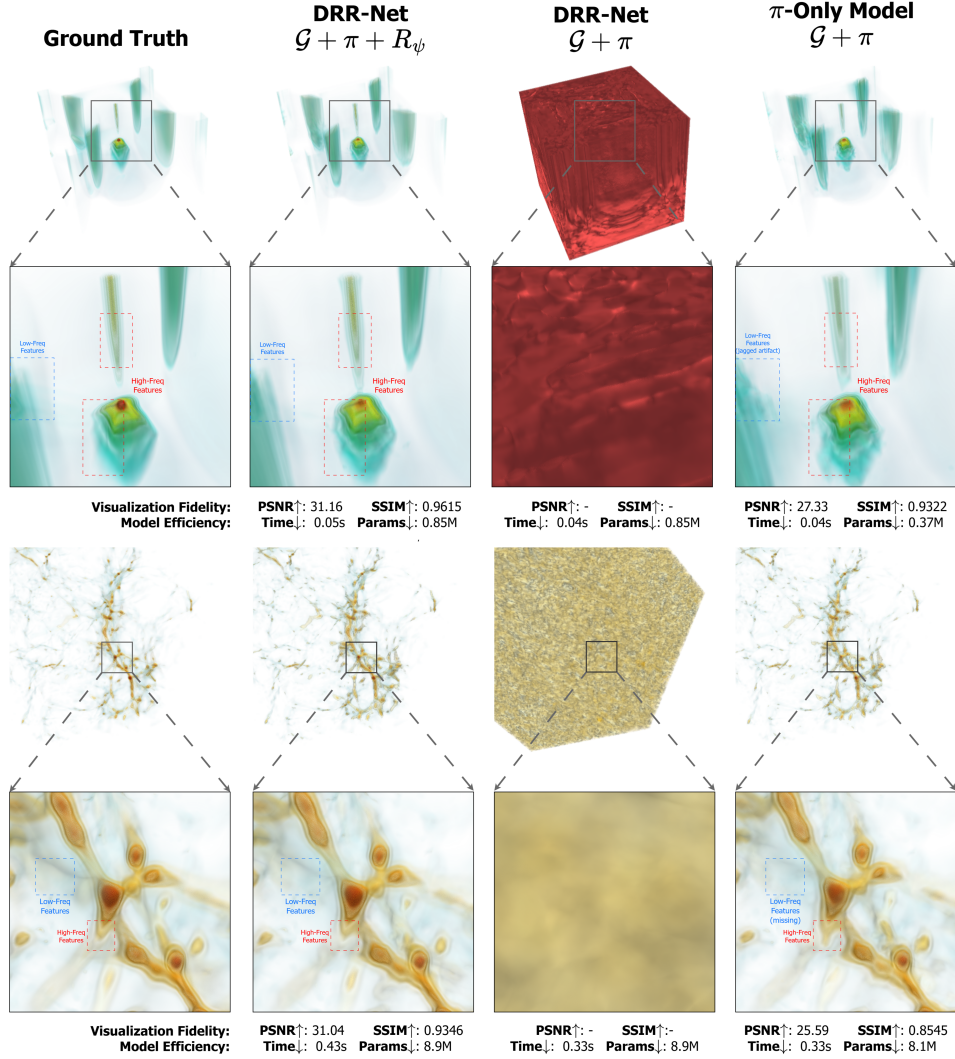 Ground Truth
DRR-Net
𝒢 + π + R_ψ
DRR-Net
𝒢 + π
π-Only Model
𝒢 + π
Low-Freq
Features
High-Freq
Features
Low-Freq
Features
High-Freq
Features
Low-Freq
Features
(jagged artifact)
High-Freq
Features
Visualization Fidelity: PSNR↑: 31.16 SSIM↑: 0.9615 PSNR↑: - SSIM↑: - PSNR↑: 27.33 SSIM↑: 0.9322
Model Efficiency: Time↓: 0.05s Params↓: 0.85M Time↓: 0.04s Params↓: 0.85M Time↓: 0.04s Params↓: 0.37M
Low-Freq
Features
High-Freq
Features
Low-Freq
Features
High-Freq
Features
Low-Freq
Features
(missing)
High-Freq
Features
Visualization Fidelity: PSNR↑: 31.04 SSIM↑: 0.9346 PSNR↑: - SSIM↑:- PSNR↑: 25.59 SSIM↑: 0.8545
Model Efficiency: Time↓: 0.43s Params↓: 8.9M Time↓: 0.33s Params↓: 8.9M Time↓: 0.33s Params↓: 8.1M